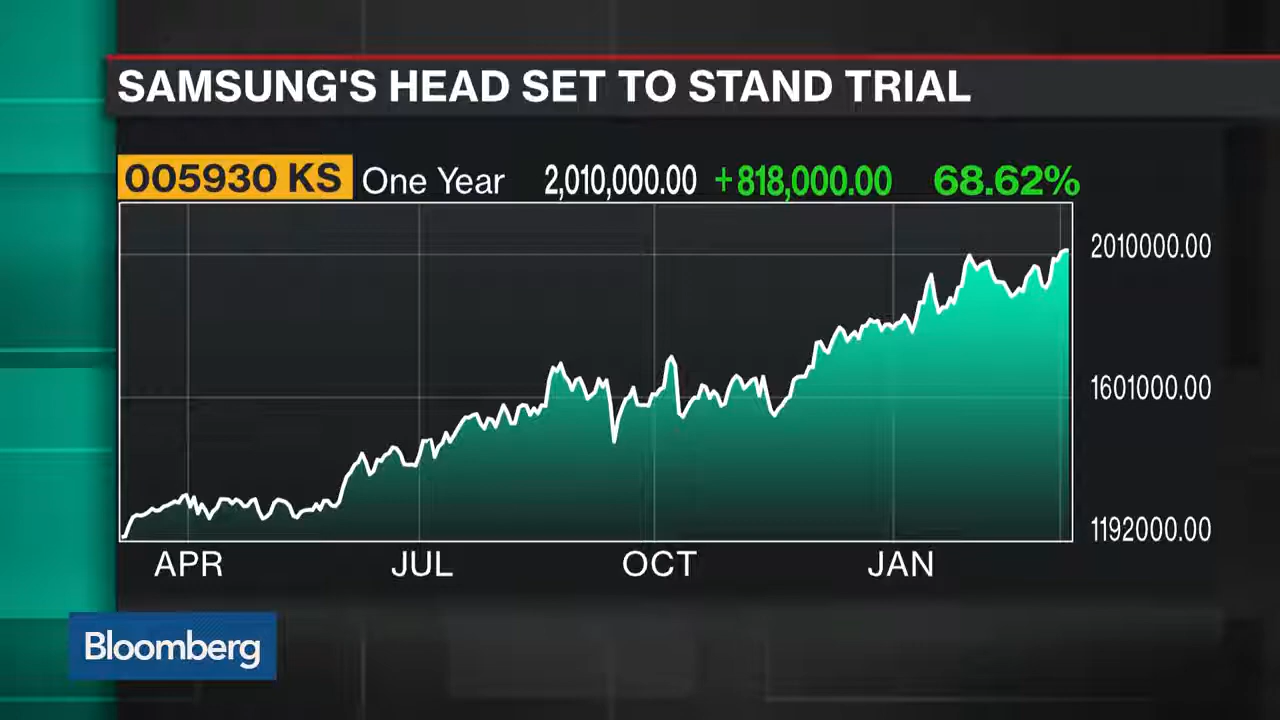 SAMSUNG'S HEAD SET TO STAND TRIAL
005930 KS One Year 2,010,000.00 +818,000.00 68.62%
2010000.00
1601000.00
1192000.00
APR JUL OCT JAN
Bloomberg